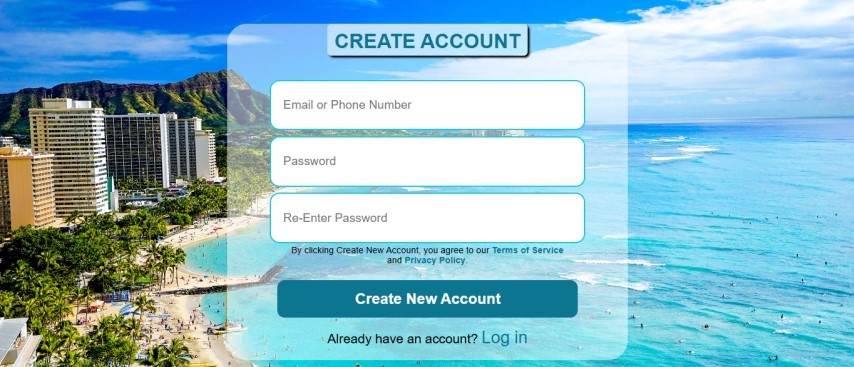 CREATE ACCOUNT
Email or Phone Number
Password
Re-Enter Password
By clicking Create New Account, you agree to our Terms of Service
and Privacy Policy.
Create New Account
Already have an account? Log in